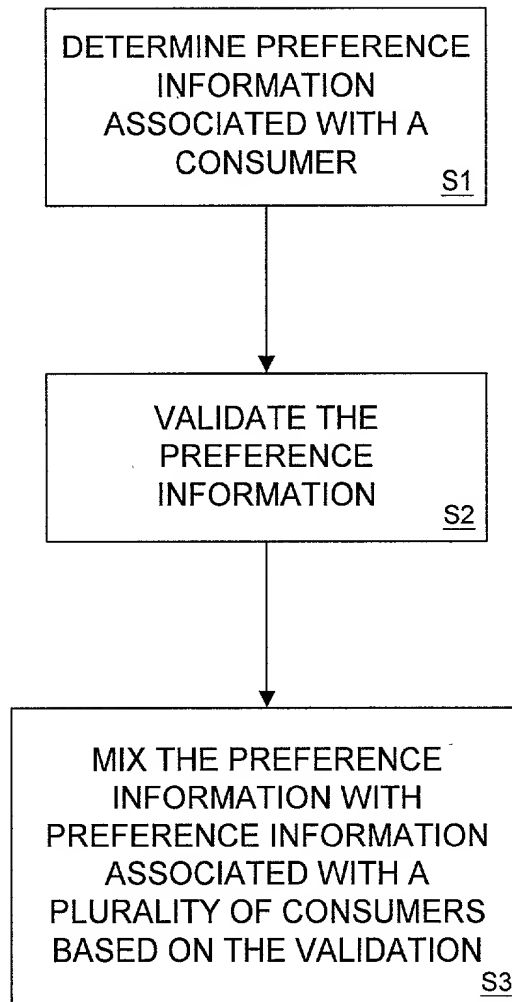 DETERMINE PREFERENCE
INFORMATION
ASSOCIATED WITH A
CONSUMER
S1
VALIDATE THE
PREFERENCE
INFORMATION
S2
MIX THE PREFERENCE
INFORMATION WITH
PREFERENCE INFORMATION
ASSOCIATED WITH A
PLURALITY OF CONSUMERS
BASED ON THE VALIDATION
S3